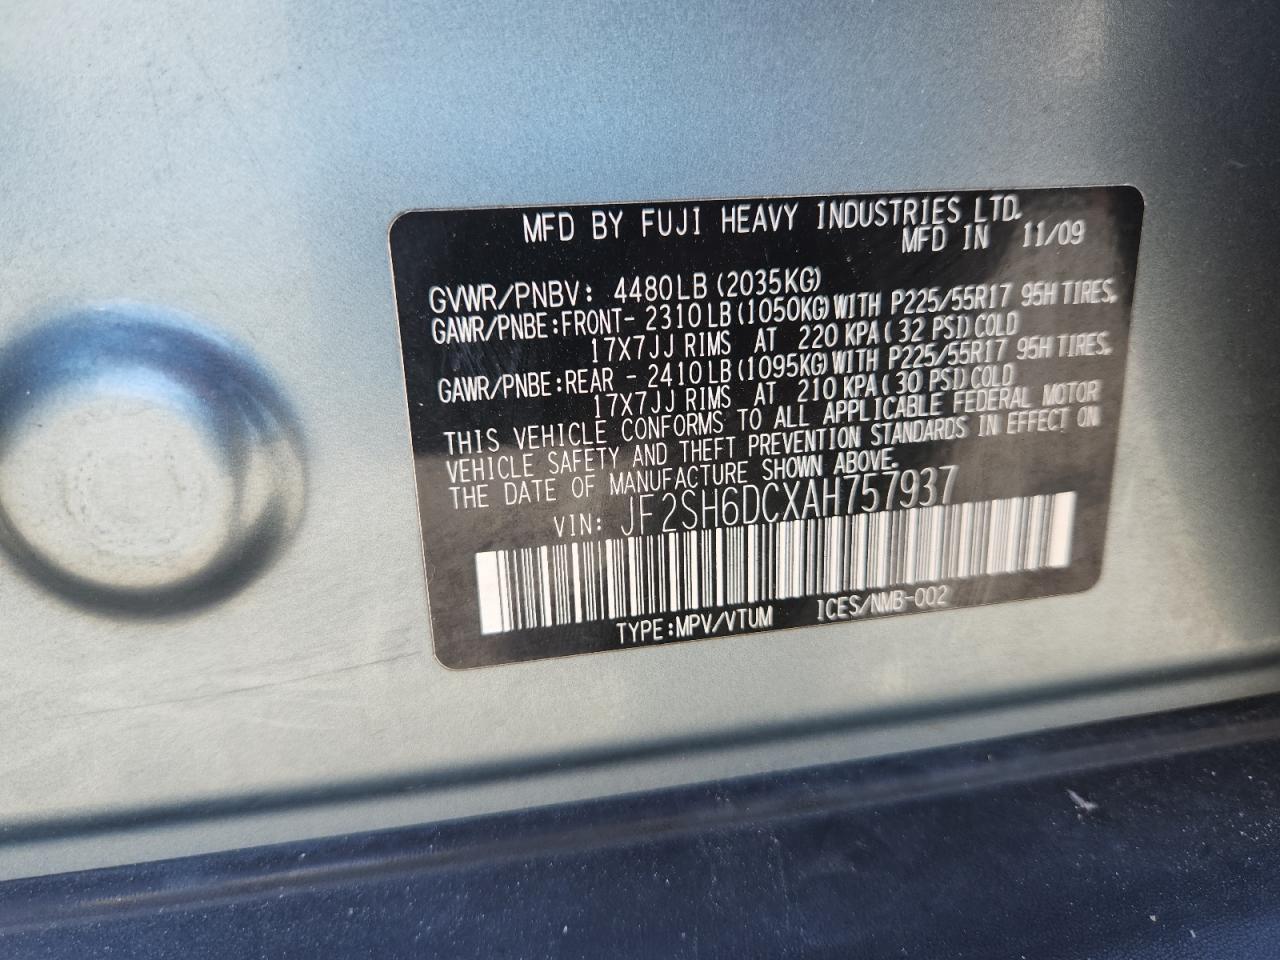 MFD BY FUJI HEAVY INDUSTRIES LTD.
MFD IN 11/09
GVWR/PNBV: 4480LB (2035KG)
GAWR/PNBE:FRONT- 2310LB (1050KG) WITH P225/55R17 95H TIRES,
17X7JJ RIMS AT 220 KPA (32 PSI) COLD
GAWR/PNBE:REAR - 2410LB (1095KG) WITH P225/55R17 95H TIRES,
17X7JJ RIMS AT 210 KPA (30 PSI) COLD
THIS VEHICLE CONFORMS TO ALL APPLICABLE FEDERAL MOTOR
VEHICLE SAFETY AND THEFT PREVENTION STANDARDS IN EFFECT ON
THE DATE OF MANUFACTURE SHOWN ABOVE.
VIN: JF2SH6DCXAH757937
TYPE:MPV/VTUM ICES/NMB-002